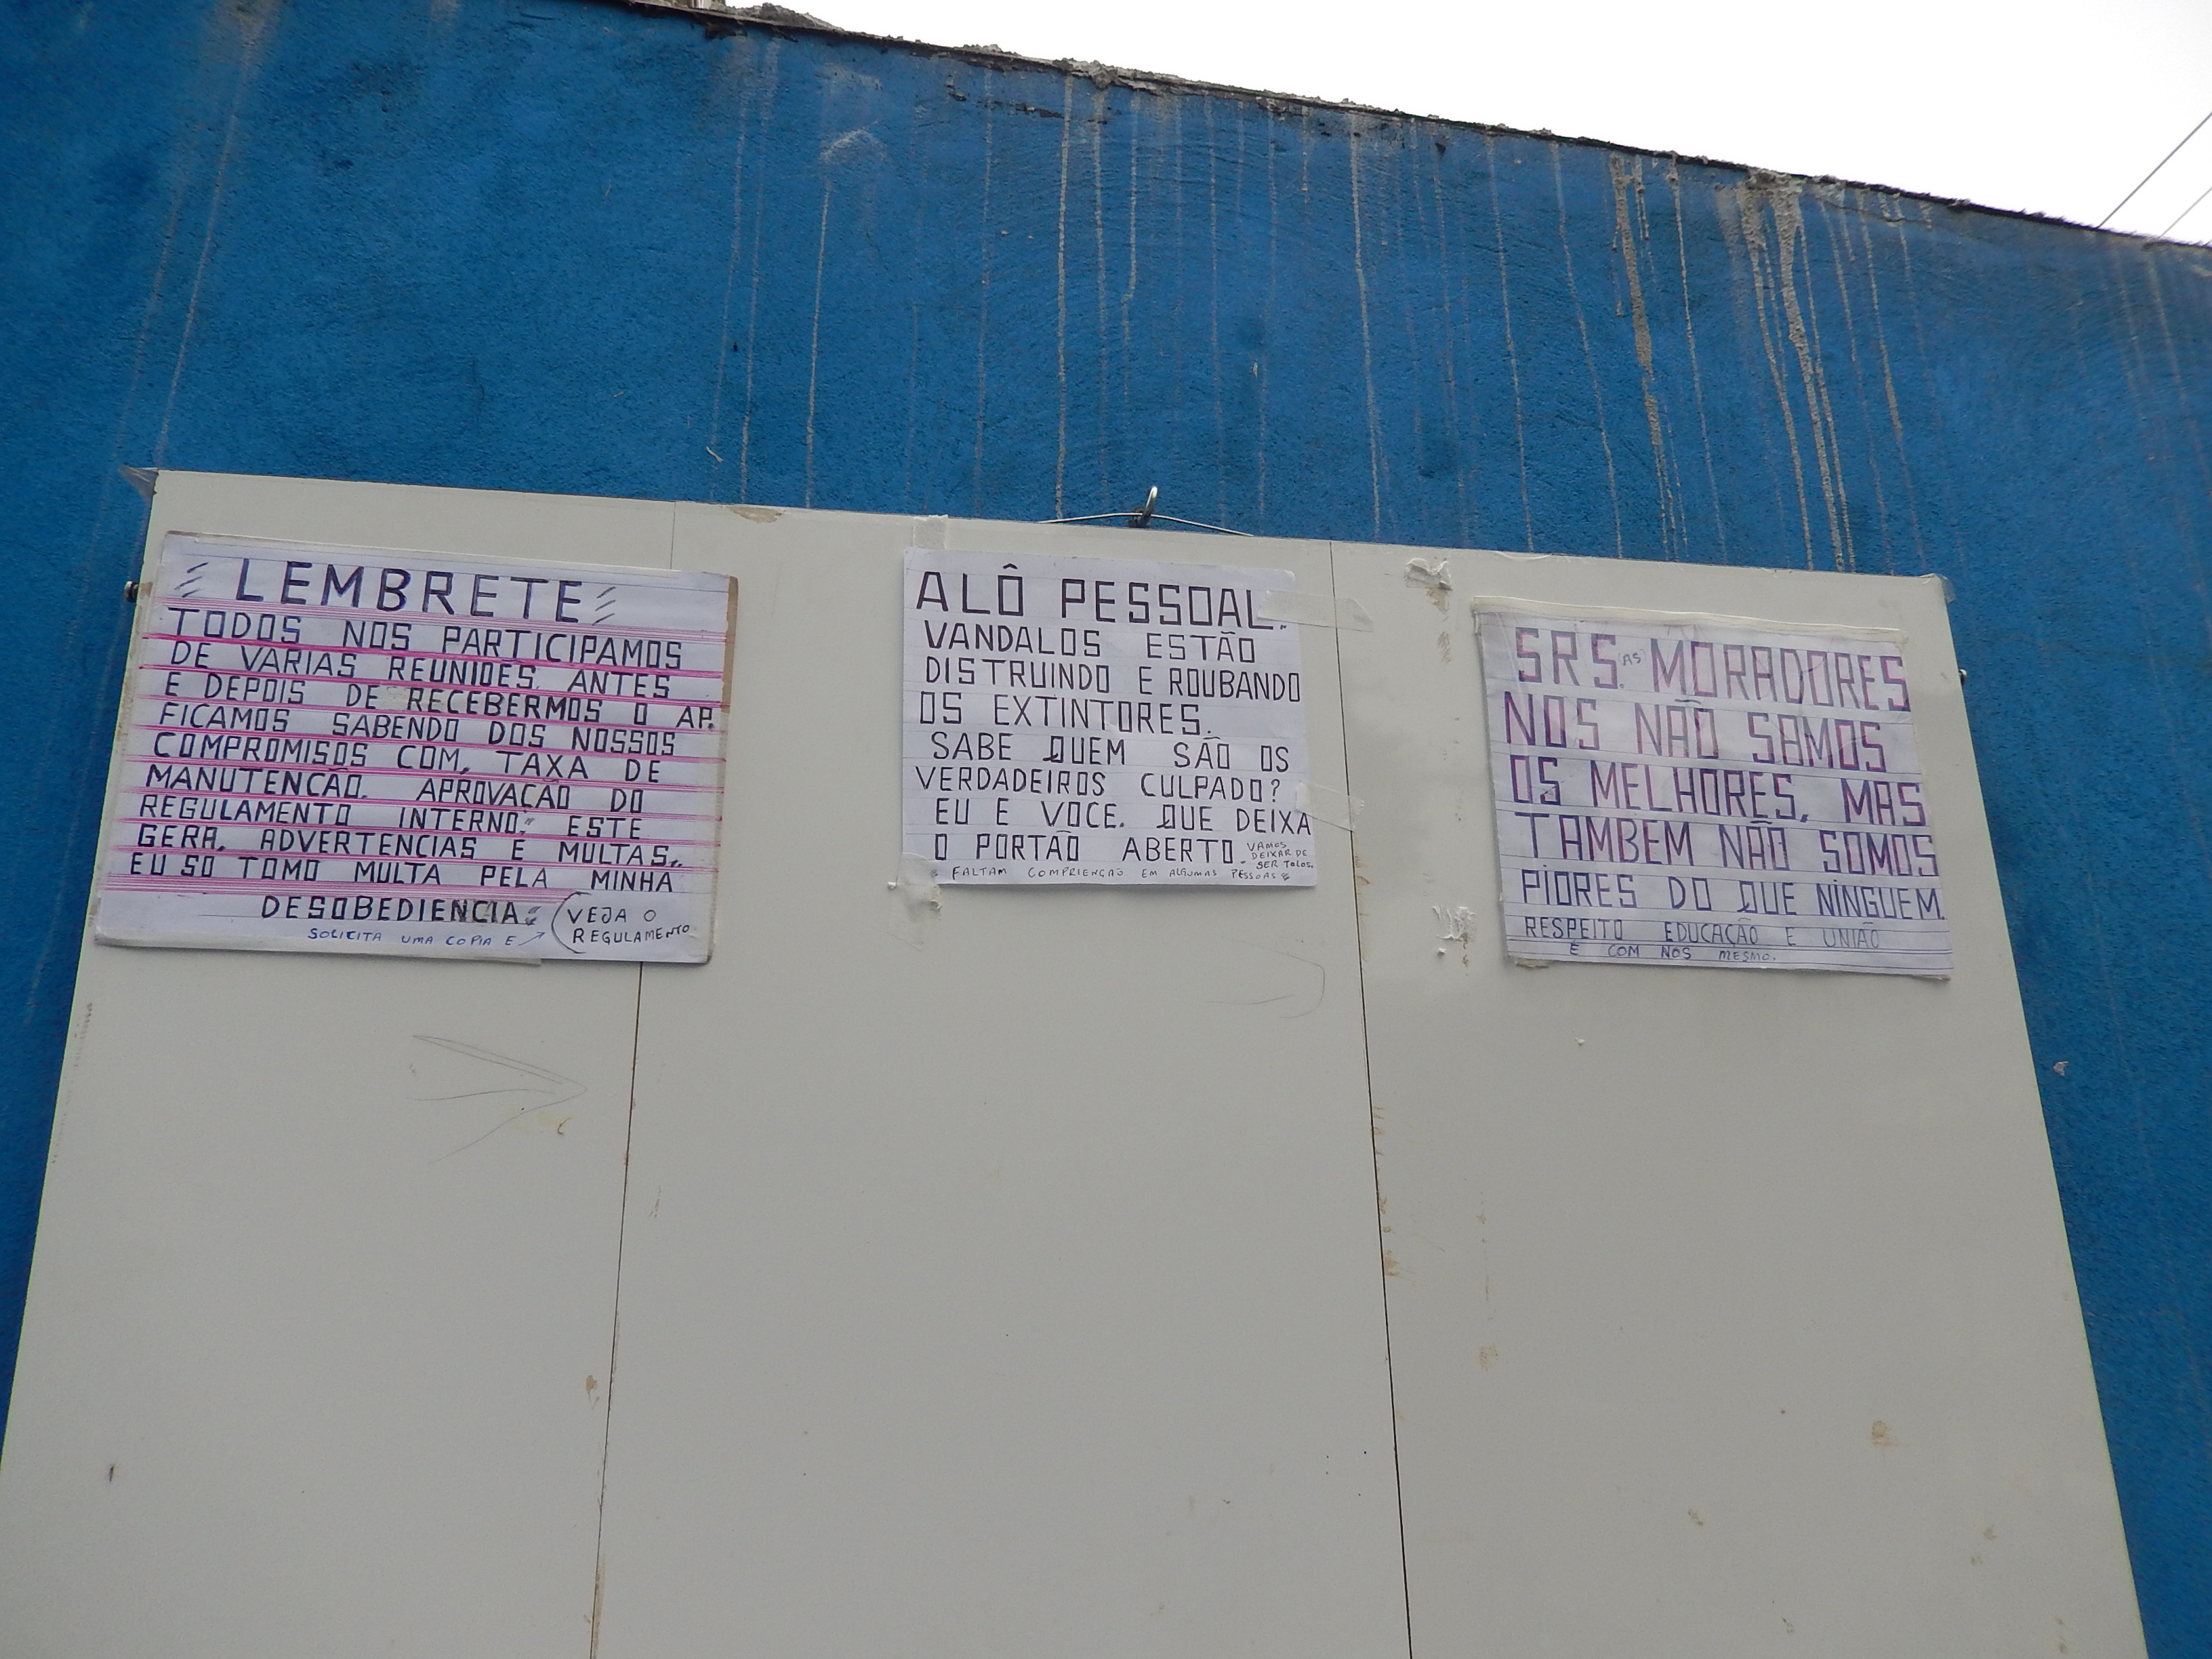 LEMBRETE
TODOS NOS PARTICIPAMOS
DE VARIAS REUNIOES. ANTES
E DEPOIS DE RECEBERMOS O AP.
FICAMOS SABENDO DOS NOSSOS
COMPROMISOS COM, TAXA DE
MANUTENCÃO. APROVAÇÃO DO
REGULAMENTO INTERNO: ESTE
GERA, ADVERTENCIAS E MULTAS,.
EU SO TOMO MULTA PELA MINHA
DESOBEDIENCIA.
SOLICITA UMA COPIA E
(VEJA O
REGULAMENTO
ALÔ PESSOAL.
VANDALOS ESTÃO
DISTRUINDO E ROUBANDO
OS EXTINTORES.
SABE QUEM SÃO OS
VERDADEIROS CULPADO?
EU E VOCE. QUE DEIXA
O PORTÃO ABERTO.
VAMOS
DEIXAR DE
SER TOLOS.
FALTAM COMPRIENÇÃO EM ALGUMAS PESSOAS
SRS.(AS) MORADORES
NOS NÃO SOMOS
OS MELHORES, MAS
TAMBEM NÃO SOMOS
PIORES DO QUE NINGUEM.
RESPEITO EDUCAÇÃO E UNIÃO
É COM NOS MESMO.